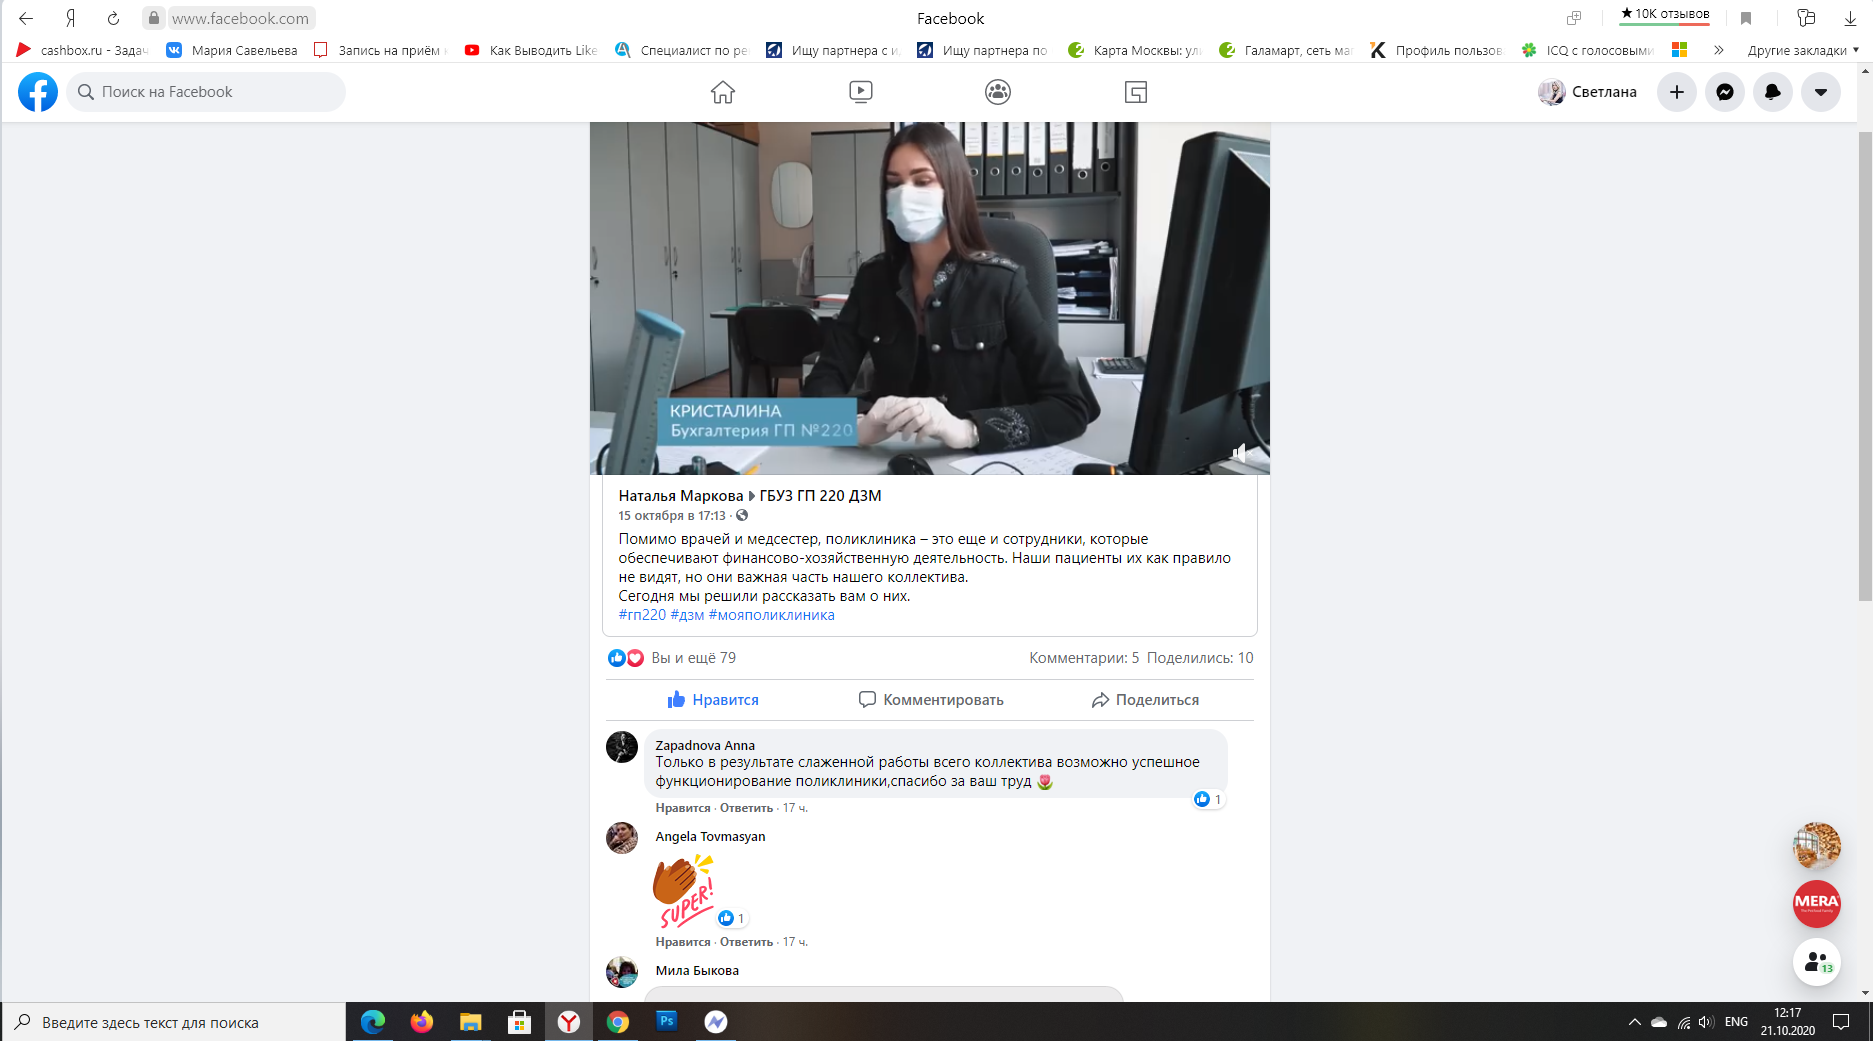 www.facebook.com
Facebook
★ 10K отзывов
cashbox.ru - Задач
Мария Савельева
Запись на приём
Как Выводить Like
Специалист по ре
Ищу партнера с и
Ищу партнера по
Карта Москвы: ул
Галамарт, сеть ма
Профиль пользов
ICQ с голосовыми
»
Другие закладки
Поиск на Facebook
Светлана
КРИСТАЛИНА
Бухгалтерия ГП №220
Наталья Маркова ГБУЗ ГП 220 ДЗМ
15 октября в 17:13 ·
Помимо врачей и медсестер, поликлиника – это еще и сотрудники, которые
обеспечивают финансово-хозяйственную деятельность. Наши пациенты их как правило
не видят, но они важная часть нашего коллектива.
Сегодня мы решили рассказать вам о них.
#гп220 #дзм #мояполиклиника
Вы и ещё 79
Комментарии: 5 Поделились: 10
Нравится
Комментировать
Поделиться
Zapadnova Anna
Только в результате слаженной работы всего коллектива возможно успешное
функционирование поликлиники,спасибо за ваш труд
1
Нравится · Ответить · 17 ч.
Angela Tovmasyan
SUPER!
1
Нравится · Ответить · 17 ч.
Мила Быкова
MERA
13
Введите здесь текст для поиска
Ps
ENG
12:17
21.10.2020